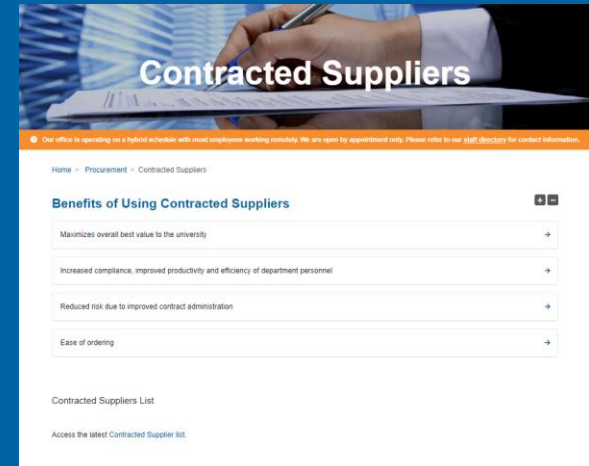 Contracted Suppliers
Our office is operating on a hybrid schedule with most employees working remotely. We are open by appointment only. Please refer to our staff directory for contact information.
Home > Procurement > Contracted Suppliers
Benefits of Using Contracted Suppliers
Maximizes overall best value to the university
Increased compliance, improved productivity and efficiency of department personnel
Reduced risk due to improved contract administration
Ease of ordering
Contracted Suppliers List
Access the latest Contracted Supplier list.